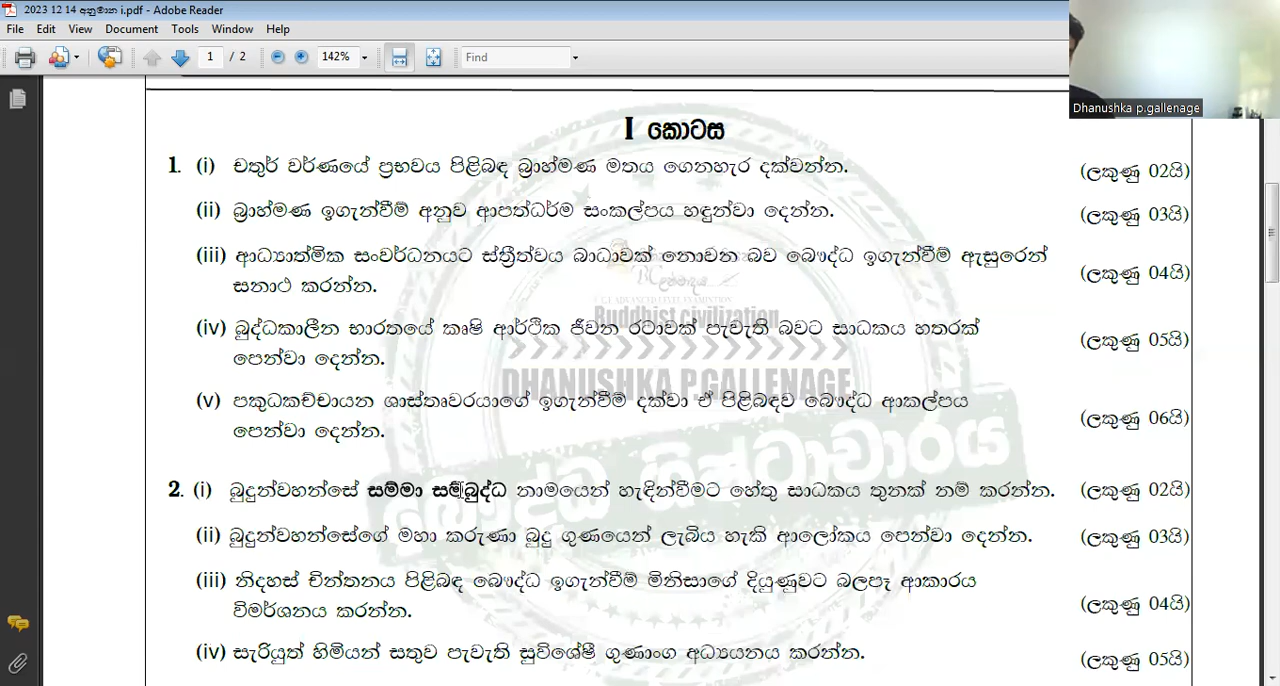 2023 12 14 අනුමාන i.pdf - Adobe Reader
File Edit View Document Tools Window Help
1 / 2 142% Find
Dhanushka p.gallenage
I කොටස
1. (i) චතුර් වර්ණයේ ප්‍රභවය පිළිබඳ බ්‍රාහ්මණ මතය ගෙනහැර දක්වන්න. (ලකුණු 02යි)
(ii) බ්‍රාහ්මණ ඉගැන්වීම් අනුව ආපත්ධර්ම සංකල්පය හඳුන්වා දෙන්න. (ලකුණු 03යි)
(iii) ආධ්‍යාත්මික සංවර්ධනයට ස්ත්‍රීත්වය බාධාවක් නොවන බව බෞද්ධ ඉගැන්වීම් ඇසුරෙන්
සනාථ කරන්න. (ලකුණු 04යි)
Buddhist civilization
(iv) බුද්ධකාලීන භාරතයේ කෘෂි ආර්ථික ජීවන රටාවක් පැවැති බවට සාධකය හතරක්
පෙන්වා දෙන්න. (ලකුණු 05යි)
DHANUSHKA P.GALLENAGE
(v) පකුධකච්චායන ශාස්තෘවරයාගේ ඉගැන්වීම් දක්වා ඒ පිළිබඳව බෞද්ධ ආකල්පය
පෙන්වා දෙන්න. (ලකුණු 06යි)
බෞද්ධ ශිෂ්ටාචාරය
2. (i) බුදුන්වහන්සේ සම්මා සම්බුද්ධ නාමයෙන් හැඳින්වීමට හේතු සාධකය තුනක් නම් කරන්න. (ලකුණු 02යි)
(ii) බුදුන්වහන්සේගේ මහා කරුණා බුදු ගුණයෙන් ලැබිය හැකි ආලෝකය පෙන්වා දෙන්න. (ලකුණු 03යි)
(iii) නිදහස් චින්තනය පිළිබඳ බෞද්ධ ඉගැන්වීම් මිනිසාගේ දියුණුවට බලපෑ ආකාරය
විමර්ශනය කරන්න. (ලකුණු 04යි)
(iv) සැරියුත් හිමියන් සතුව පැවැති සුවිශේෂී ගුණාංග අධ්‍යයනය කරන්න. (ලකුණු 05යි)